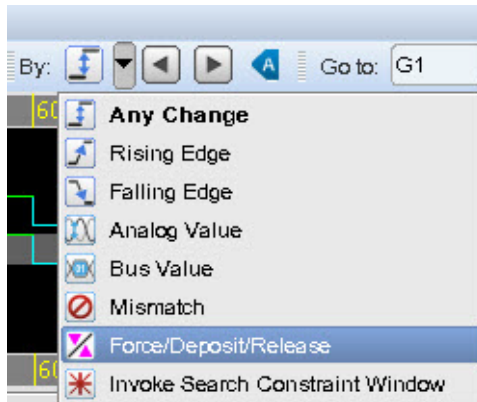 By:
A
Go to: G1
60
Any Change
Rising Edge
Falling Edge
Analog Value
Bus Value
Mismatch
Force/Deposit/Release
60
Invoke Search Constraint Window